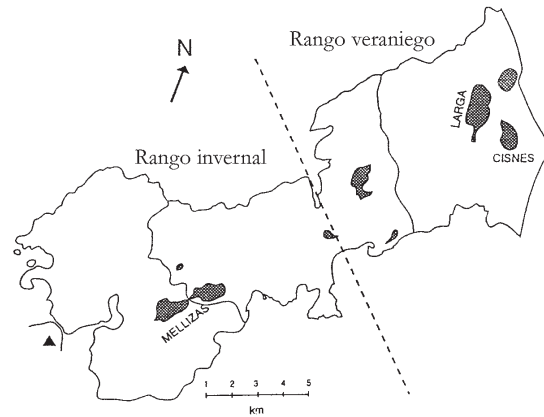 Rango veraniego
N
LARGA
CISNES
Rango invernal
MELLIZAS
1 2 3 4 5
km